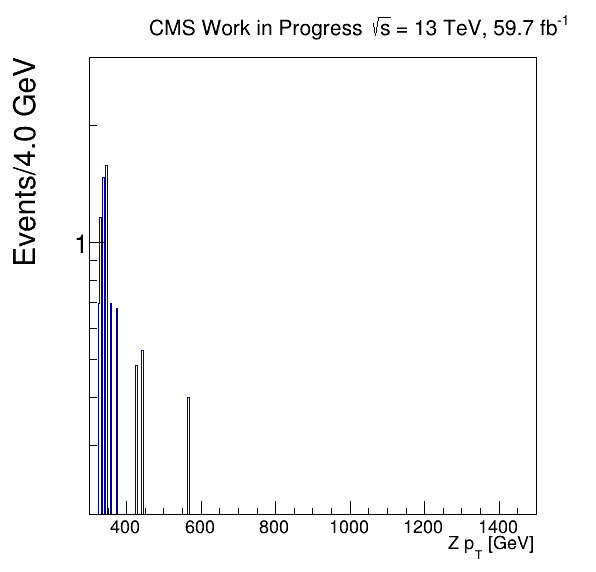 CMS Work in Progress √s = 13 TeV, 59.7 fb⁻¹
Events/4.0 GeV
1
400 600 800 1000 1200 1400
Z p_T [GeV]